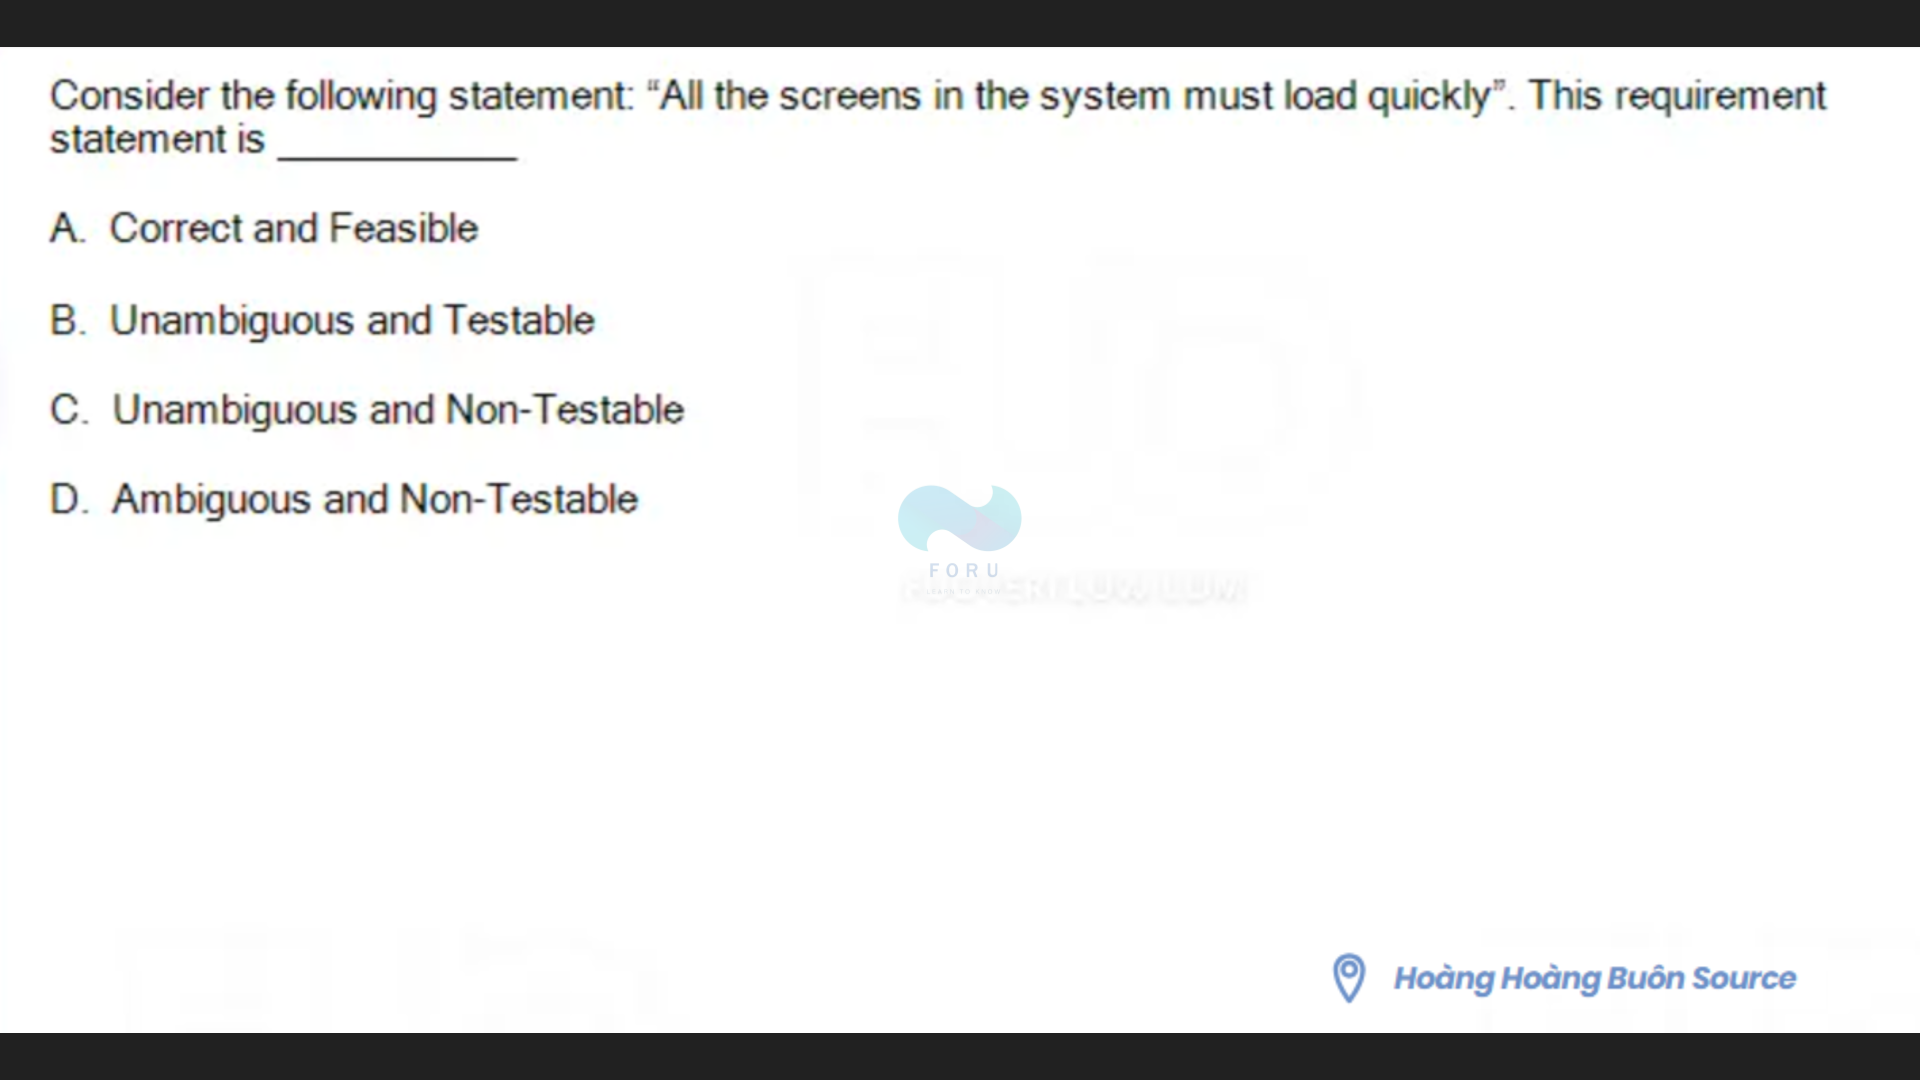 Consider the following statement: “All the screens in the system must load quickly”. This requirement
statement is ____________
A. Correct and Feasible
B. Unambiguous and Testable
C. Unambiguous and Non-Testable
D. Ambiguous and Non-Testable
FORU
Hoàng Hoàng Buôn Source